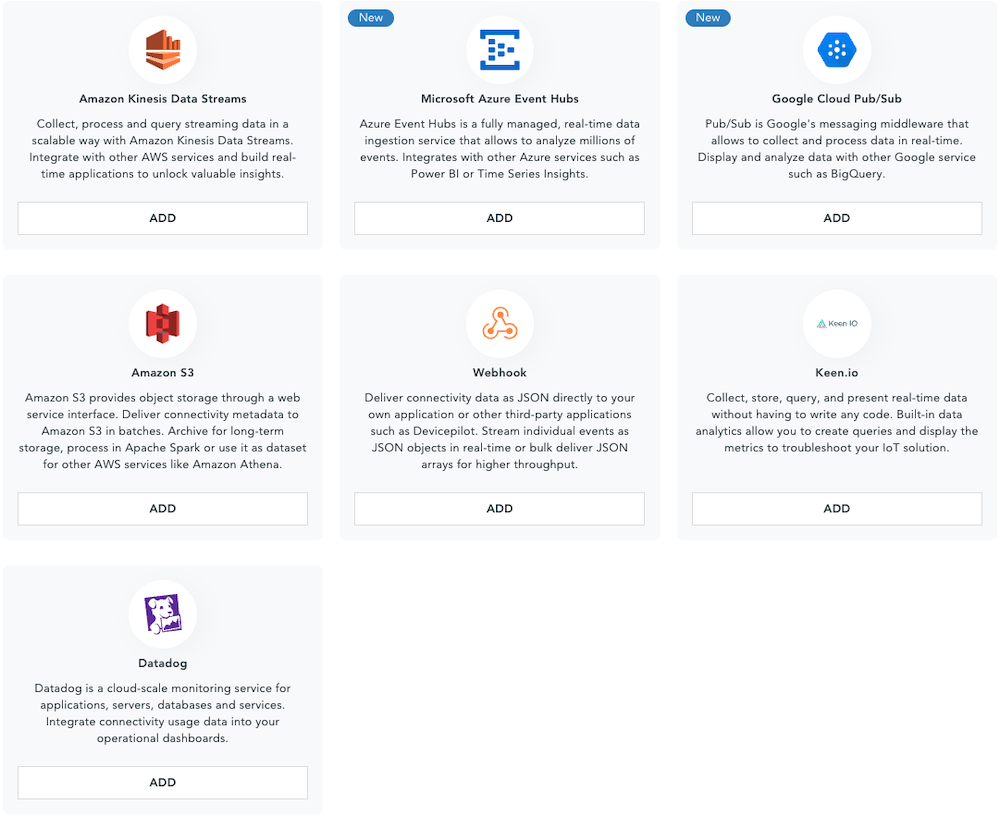 Amazon Kinesis Data Streams
Collect, process and query streaming data in a
scalable way with Amazon Kinesis Data Streams.
Integrate with other AWS services and build real-
time applications to unlock valuable insights.
ADD
New
Microsoft Azure Event Hubs
Azure Event Hubs is a fully managed, real-time data
ingestion service that allows to analyze millions of
events. Integrates with other Azure services such as
Power BI or Time Series Insights.
ADD
New
Google Cloud Pub/Sub
Pub/Sub is Google's messaging middleware that
allows to collect and process data in real-time.
Display and analyze data with other Google service
such as BigQuery.
ADD
Amazon S3
Amazon S3 provides object storage through a web
service interface. Deliver connectivity metadata to
Amazon S3 in batches. Archive for long-term
storage, process in Apache Spark or use it as dataset
for other AWS services like Amazon Athena.
ADD
Webhook
Deliver connectivity data as JSON directly to your
own application or other third-party applications
such as Devicepilot. Stream individual events as
JSON objects in real-time or bulk deliver JSON
arrays for higher throughput.
ADD
Keen IO
Keen.io
Collect, store, query, and present real-time data
without having to write any code. Built-in data
analytics allow you to create queries and display the
metrics to troubleshoot your IoT solution.
ADD
Datadog
Datadog is a cloud-scale monitoring service for
applications, servers, databases and services.
Integrate connectivity usage data into your
operational dashboards.
ADD